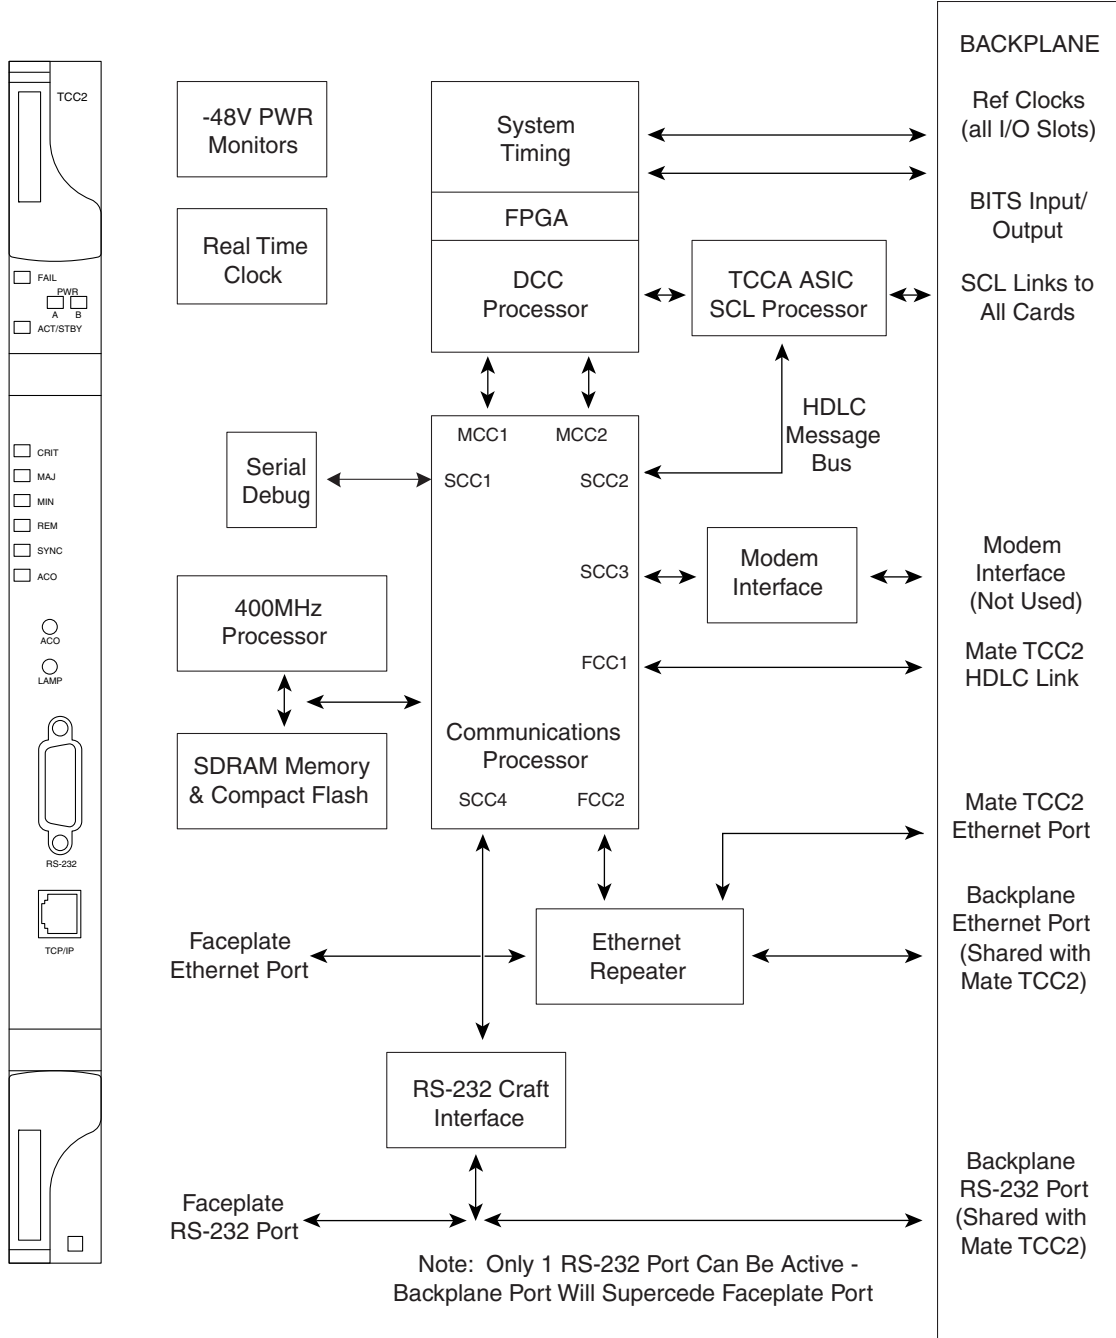 TCC2
FAIL
PWR
A B
ACT/STBY
CRIT
MAJ
MIN
REM
SYNC
ACO
ACO
LAMP
RS-232
TCP/IP
-48V PWR
Monitors
Real Time
Clock
System
Timing
FPGA
DCC
Processor
TCCA ASIC
SCL Processor
HDLC
Message
Bus
MCC1 MCC2
SCC1 SCC2
SCC3
FCC1
Communications
Processor
SCC4 FCC2
Serial
Debug
400MHz
Processor
SDRAM Memory
& Compact Flash
Modem
Interface
Faceplate
Ethernet Port
Ethernet
Repeater
RS-232 Craft
Interface
Faceplate
RS-232 Port
Note: Only 1 RS-232 Port Can Be Active -
Backplane Port Will Supercede Faceplate Port
BACKPLANE
Ref Clocks
(all I/O Slots)
BITS Input/
Output
SCL Links to
All Cards
Modem
Interface
(Not Used)
Mate TCC2
HDLC Link
Mate TCC2
Ethernet Port
Backplane
Ethernet Port
(Shared with
Mate TCC2)
Backplane
RS-232 Port
(Shared with
Mate TCC2)